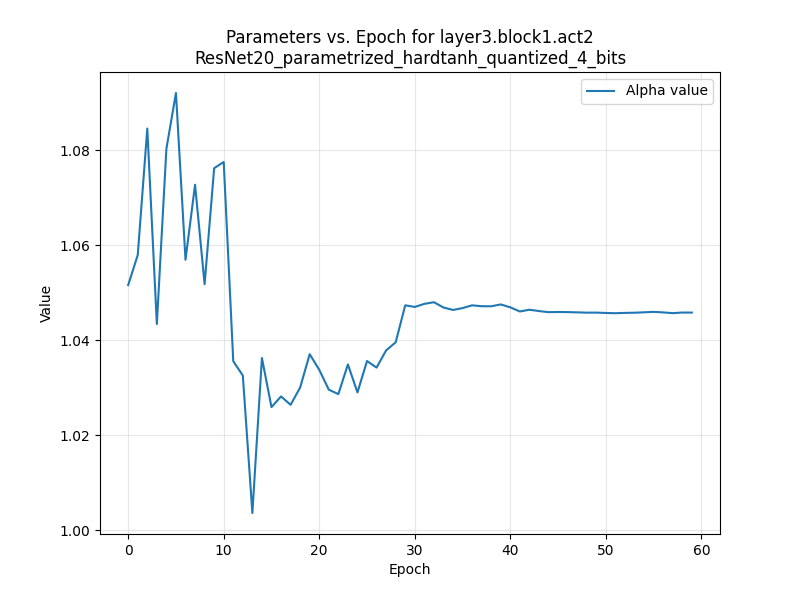 Parameters vs. Epoch for layer3.block1.act2
ResNet20_parametrized_hardtanh_quantized_4_bits
Alpha value
1.08
1.06
1.04
1.02
1.00
Value
0 10 20 30 40 50 60
Epoch